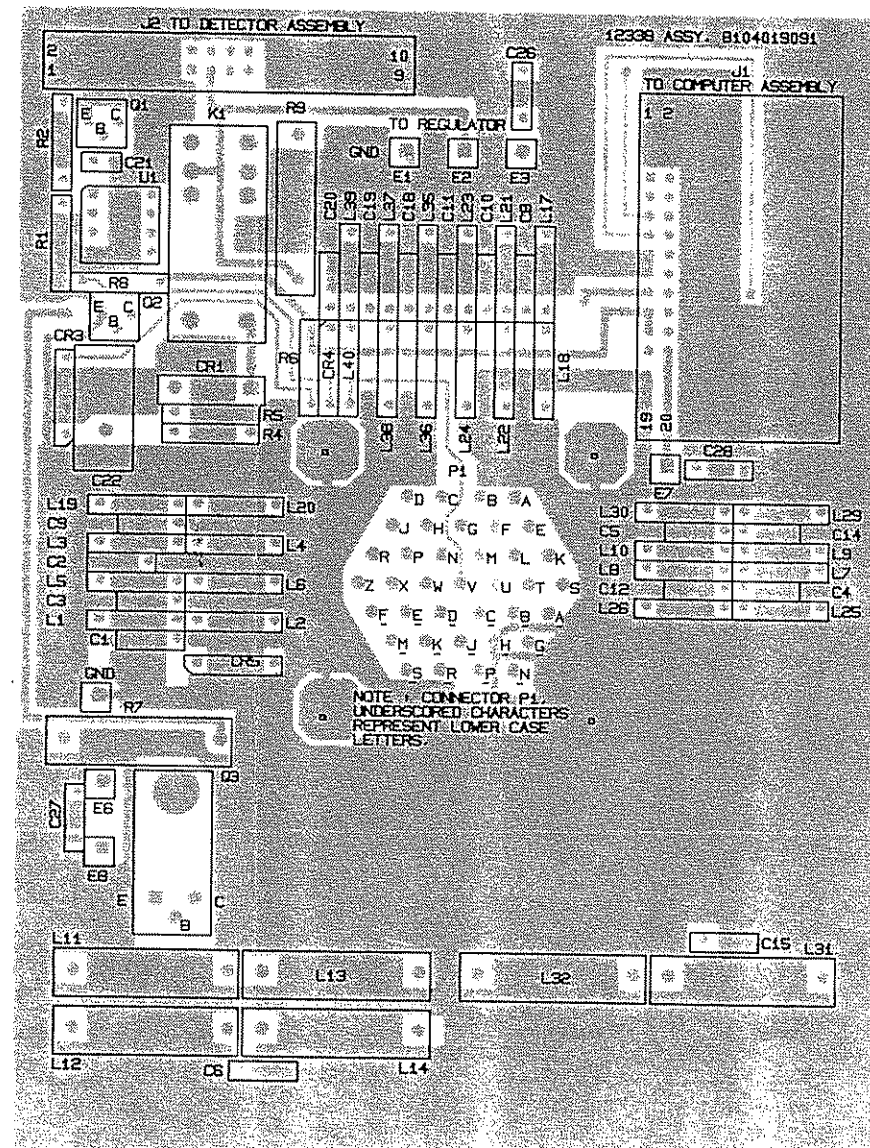 J2 TO DETECTOR ASSEMBLY
12338 ASSY. 8104019091
2
10
1
9
C26
J1
TO COMPUTER ASSEMBLY
1 2
Q1
E
C
B
K1
R9
R2
C21
U1
TO REGULATOR
GND
E1
E2
E3
C20
L39
C19
L37
C18
L35
C11
L23
C10
L21
C9
L17
R1
R8
Q2
E
C
B
CR3
CR1
R6
CR4
L40
L18
R5
R4
L38
L36
L24
L22
19
20
C22
P1
E7
C28
L19
L20
D C B A
L30
L29
J H G F E
C5
C14
L3
L4
C2
R P N M L K
L10
L9
L8
L7
L5
L6
Z X W V U T S
C12
C4
C3
L1
L2
F E D C B A
L26
L25
C1
M K J H G
CR5
S R P N
GND
R7
NOTE : CONNECTOR P1,
UNDERSCORED CHARACTERS
REPRESENT LOWER CASE
LETTERS.
Q3
C27
E6
E8
E
C
B
L11
L13
L32
C15
L31
L12
C6
L14